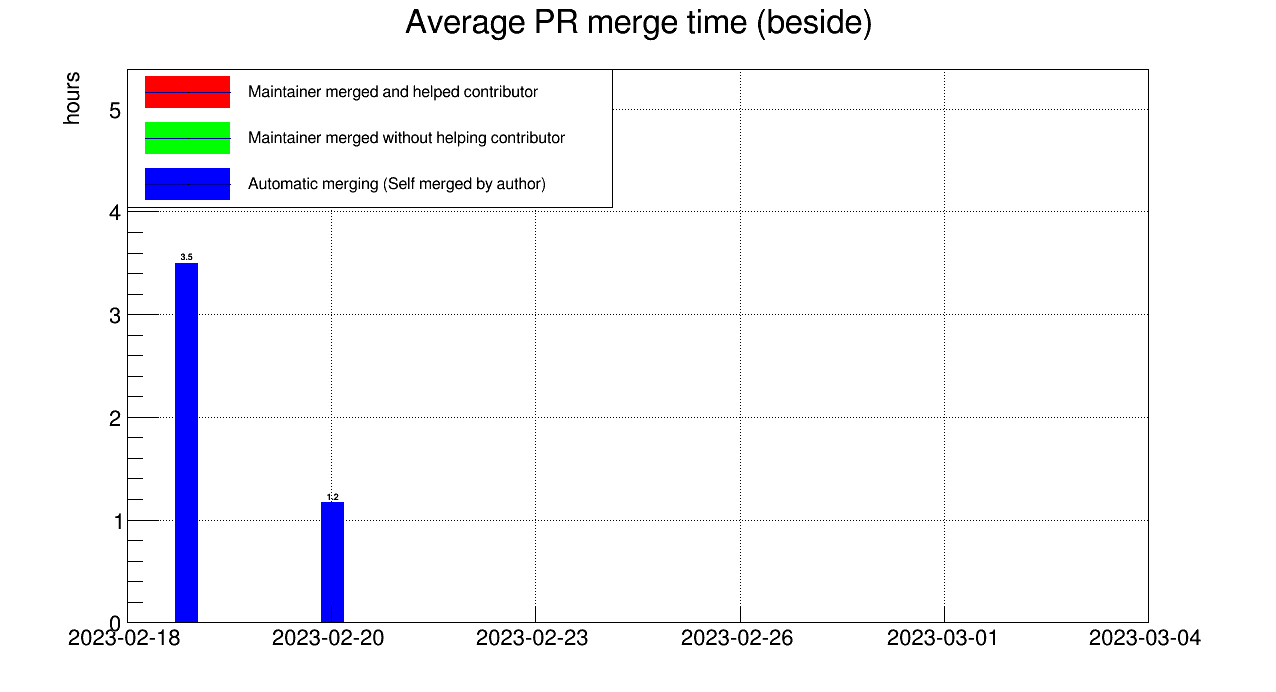 Average PR merge time (beside)
hours
Maintainer merged and helped contributor
Maintainer merged without helping contributor
Automatic merging (Self merged by author)
5
4
3
2
1
0
3.5
1.2
2023-02-18 2023-02-20 2023-02-23 2023-02-26 2023-03-01 2023-03-04